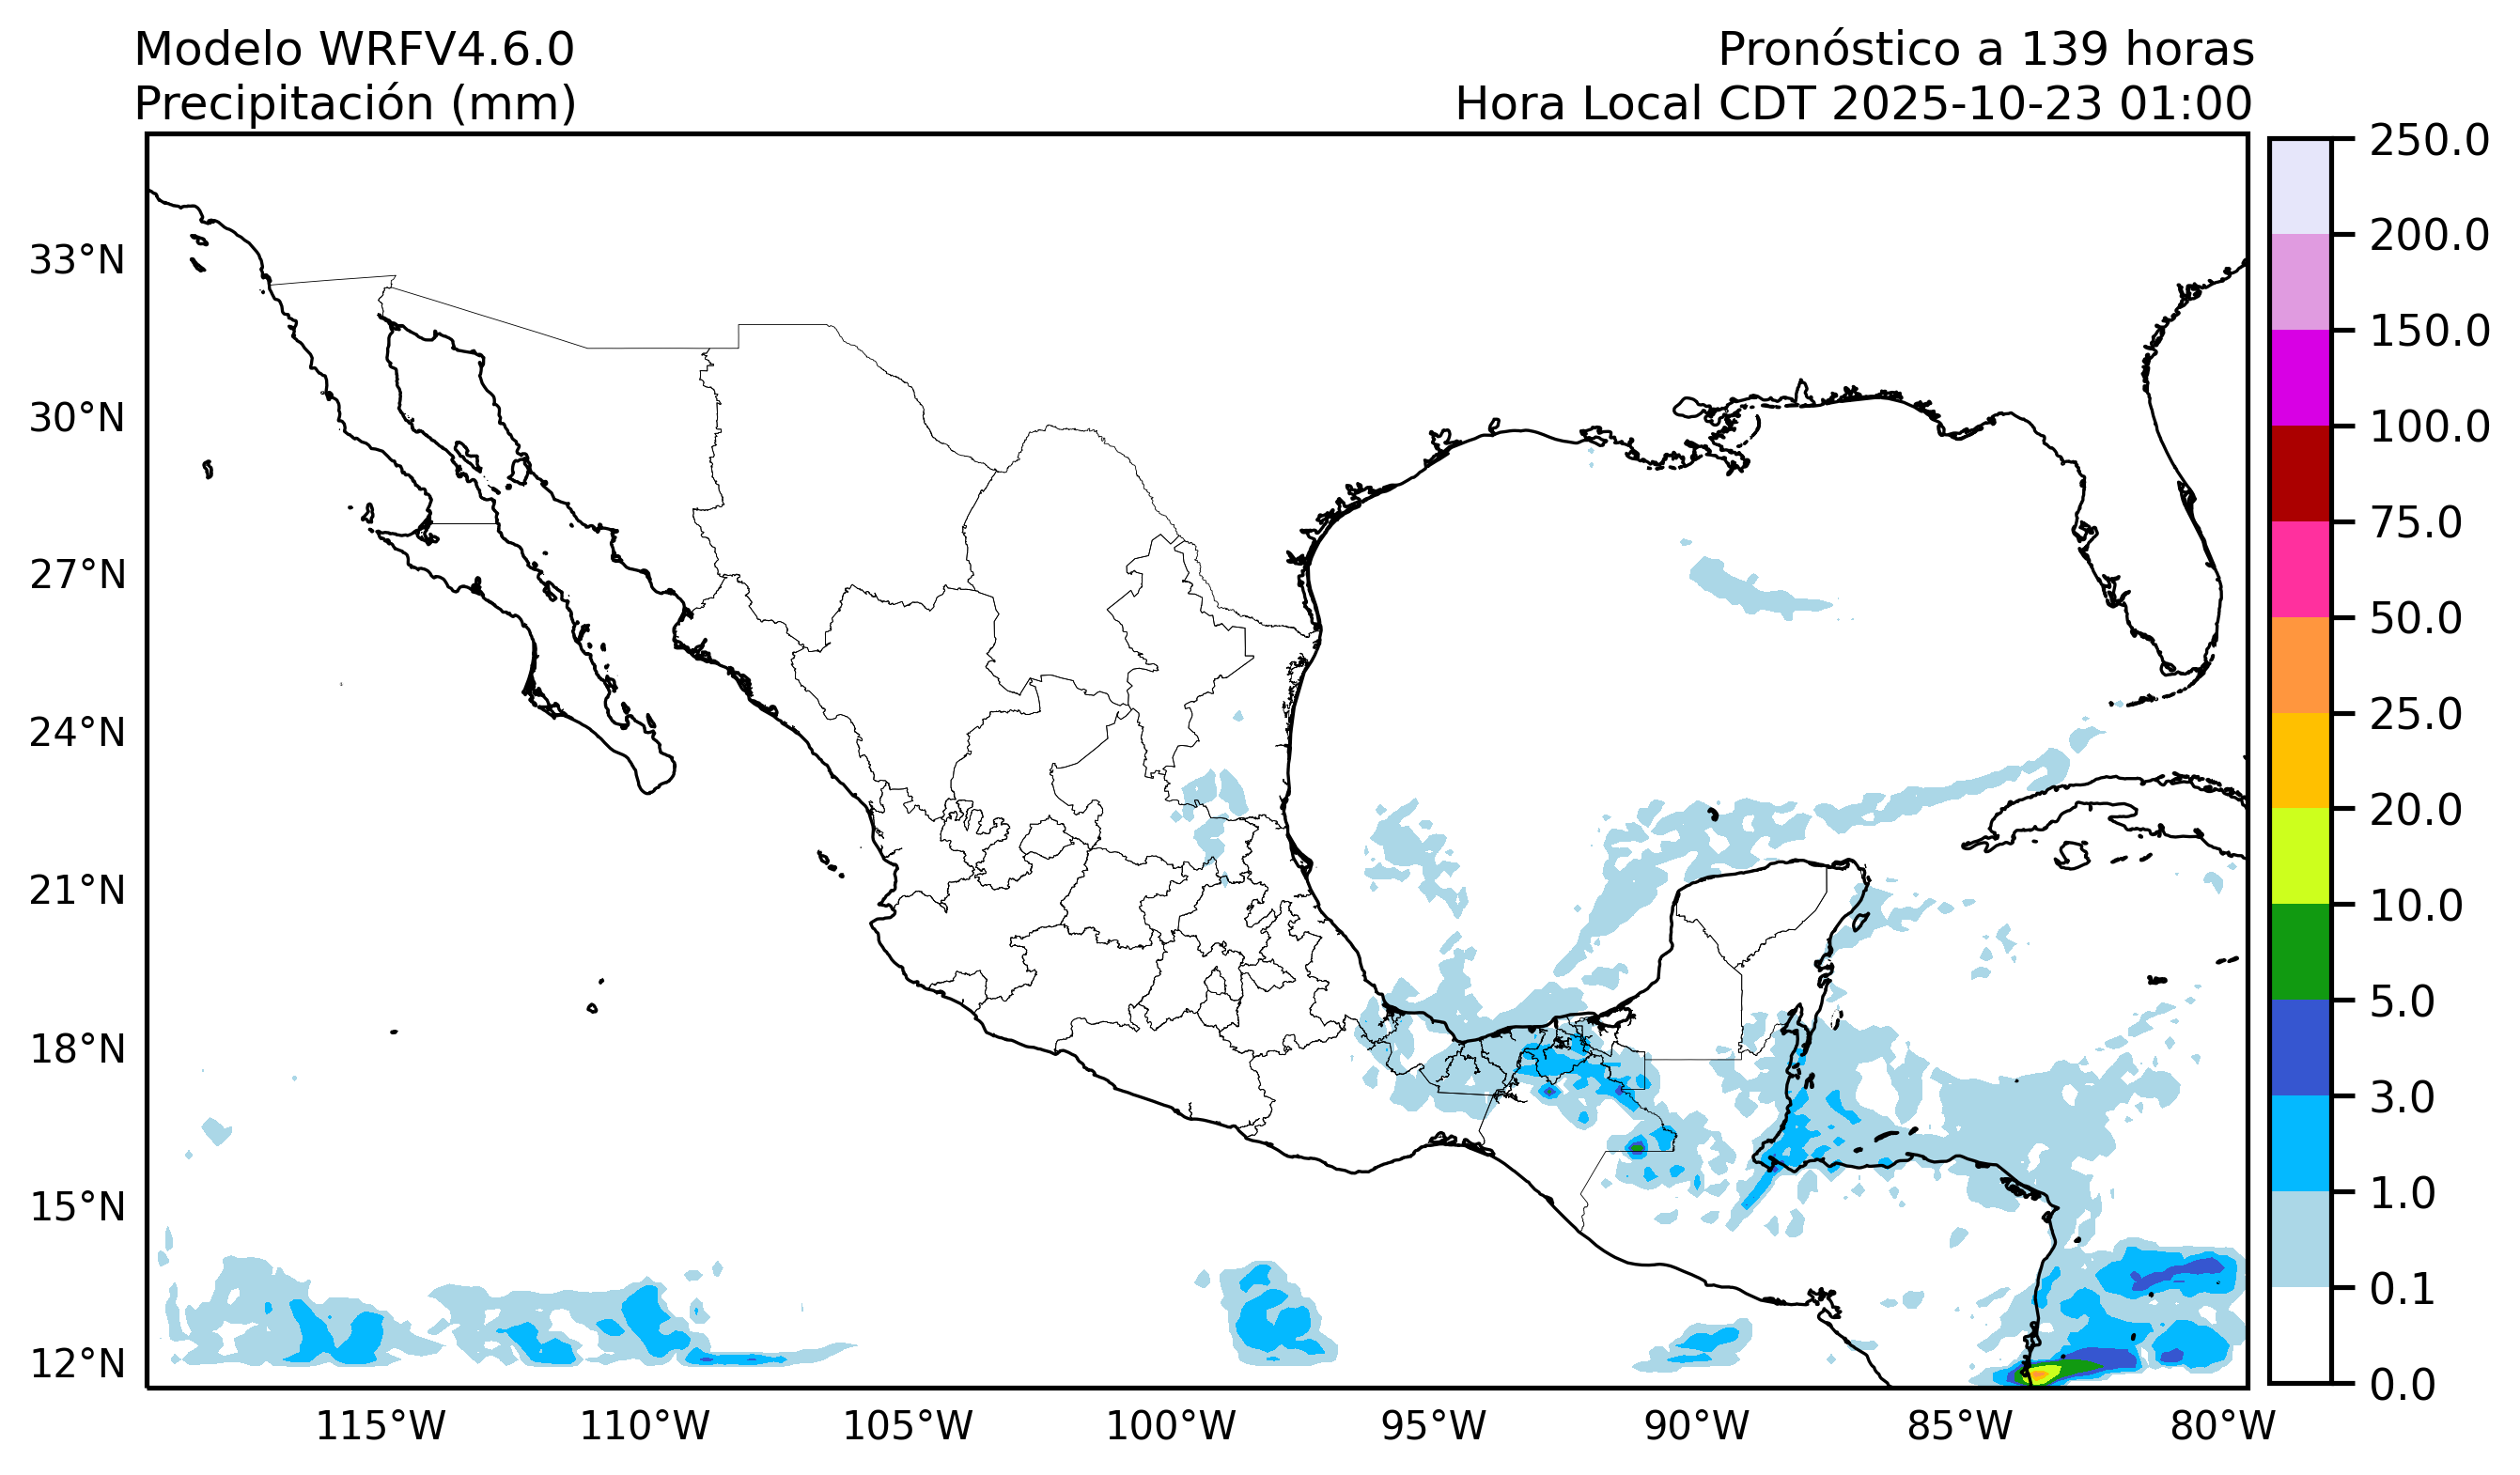 Modelo WRFV4.6.0
Precipitación (mm)
Pronóstico a 139 horas
Hora Local CDT 2025-10-23 01:00
33°N
30°N
27°N
24°N
21°N
18°N
15°N
12°N
115°W
110°W
105°W
100°W
95°W
90°W
85°W
80°W
250.0
200.0
150.0
100.0
75.0
50.0
25.0
20.0
10.0
5.0
3.0
1.0
0.1
0.0